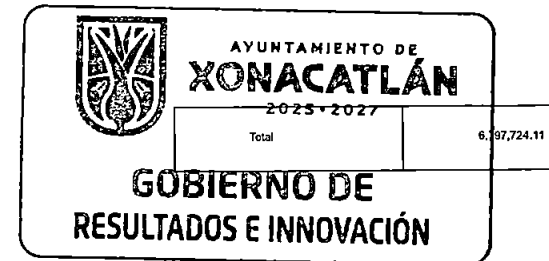 AYUNTAMIENTO DE
XONACATLÁN
2025•2027
Total
GOBIERNO DE
RESULTADOS E INNOVACIÓN